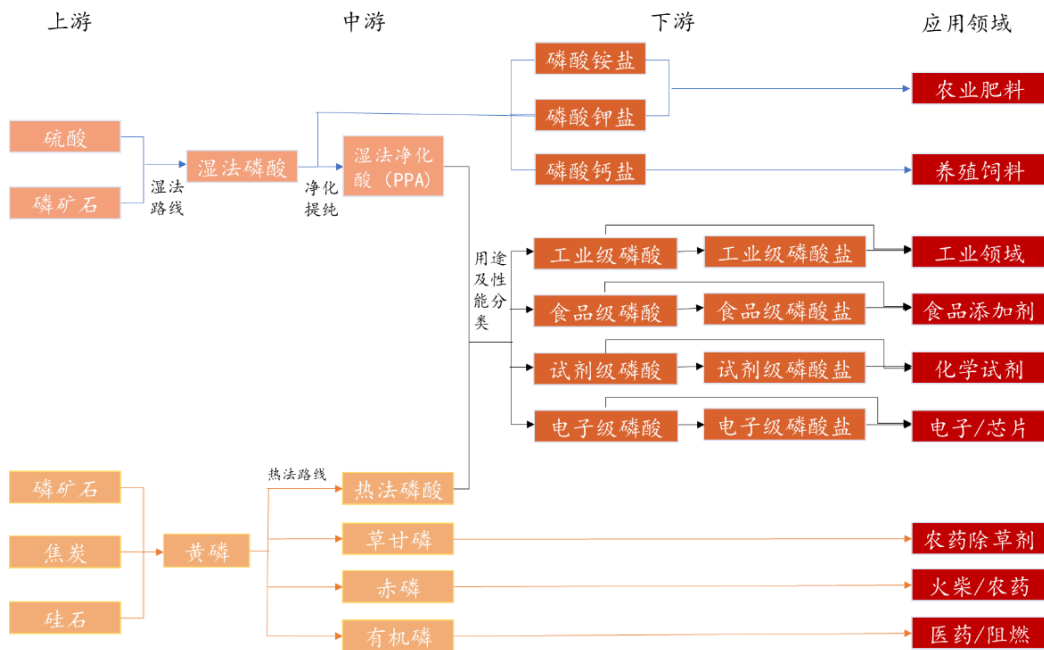 上游
中游
下游
应用领域
硫酸
磷矿石
湿法
路线
湿法磷酸
净化
提纯
湿法净化
酸（PPA）
磷酸铵盐
磷酸钾盐
磷酸钙盐
农业肥料
养殖饲料
用途
及性
能分
类
工业级磷酸
工业级磷酸盐
工业领域
食品级磷酸
食品级磷酸盐
食品添加剂
试剂级磷酸
试剂级磷酸盐
化学试剂
电子级磷酸
电子级磷酸盐
电子/芯片
磷矿石
焦炭
硅石
黄磷
热法路线
热法磷酸
草甘磷
农药除草剂
赤磷
火柴/农药
有机磷
医药/阻燃